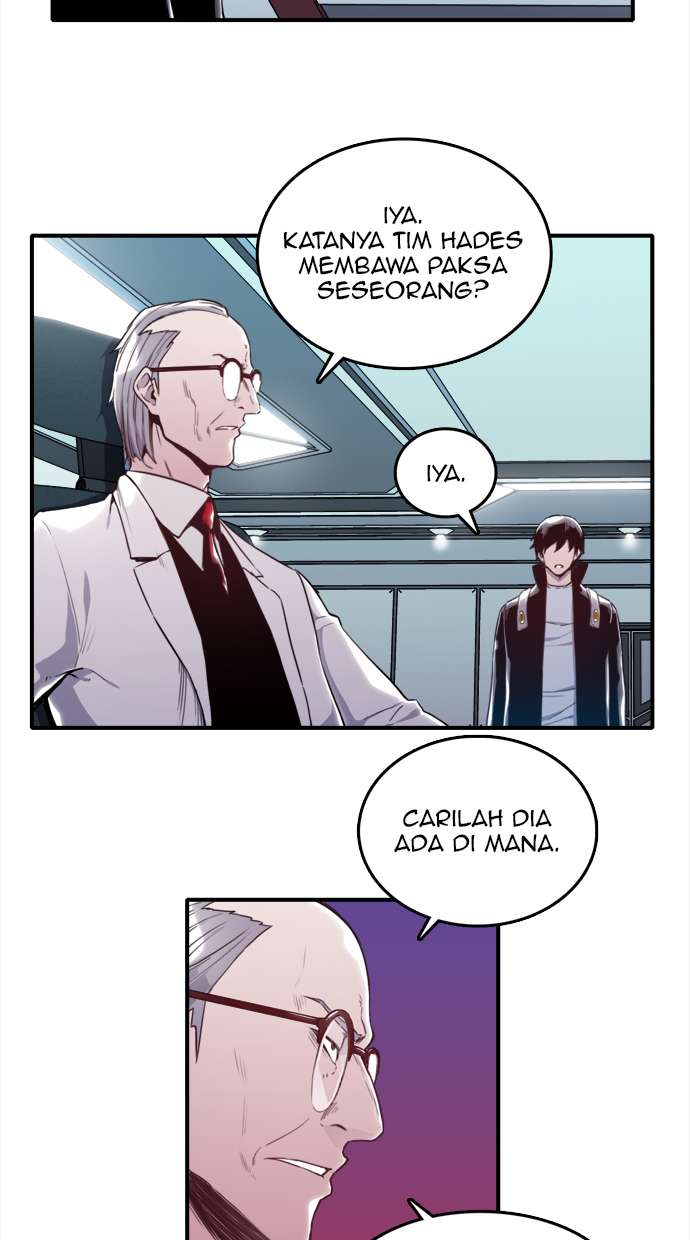 IYA.
KATANYA TIM HADES
MEMBAWA PAKSA
SESEORANG?
IYA.
CARILAH DIA
ADA DI MANA.